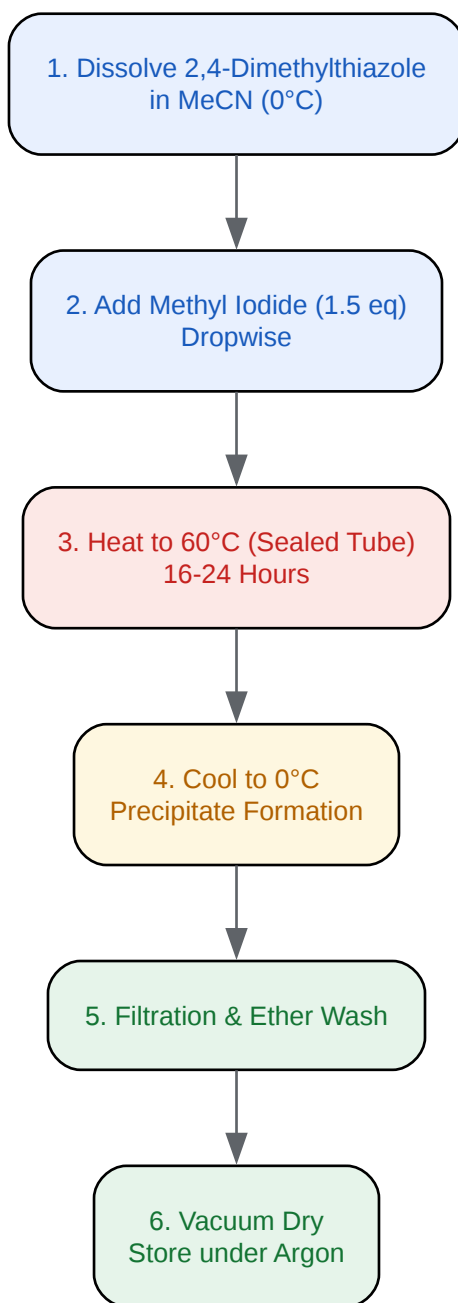 1. Dissolve 2,4-Dimethylthiazole
in MeCN (0°C)
2. Add Methyl Iodide (1.5 eq)
Dropwise
3. Heat to 60°C (Sealed Tube)
16-24 Hours
4. Cool to 0°C
Precipitate Formation
5. Filtration & Ether Wash
6. Vacuum Dry
Store under Argon